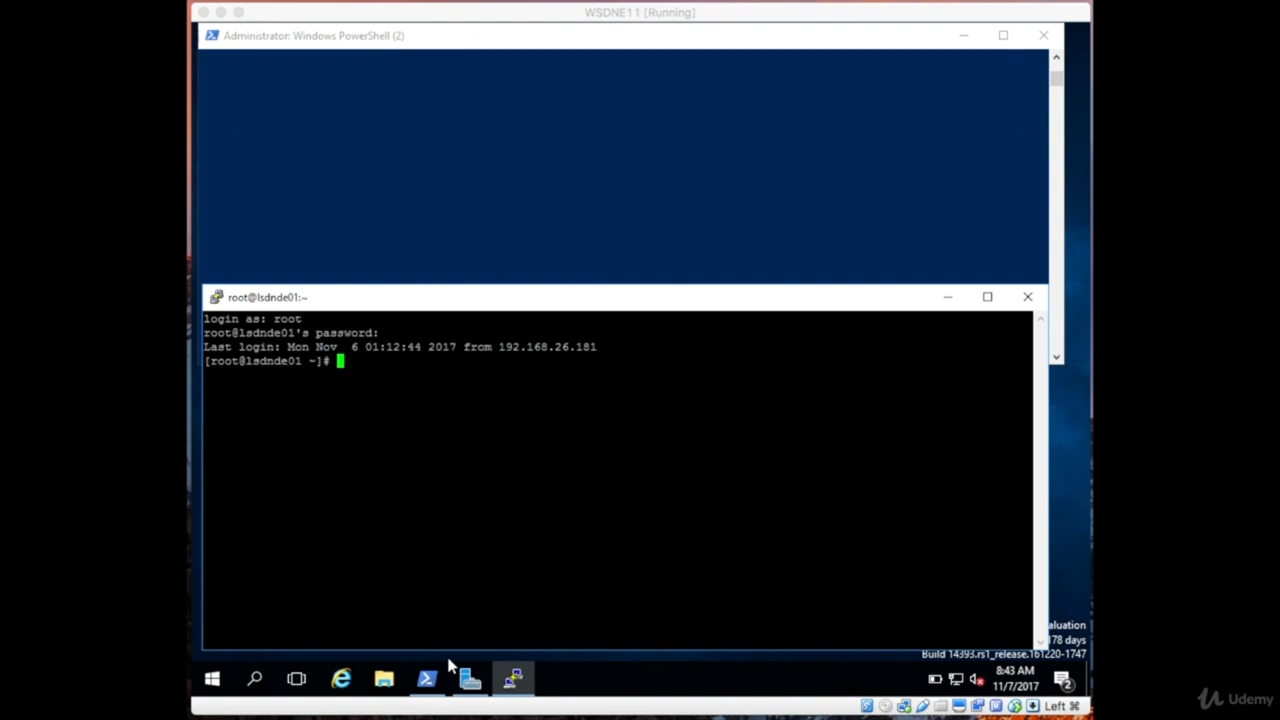 WSDNE11 [Running]
Administrator: Windows PowerShell (2)
root@lsdnde01:~
login as: root
root@lsdnde01's password:
Last login: Mon Nov  6 01:12:44 2017 from 192.168.26.181
[root@lsdnde01 ~]#
aluation
178 days
Build 14393.rs1_release.161220-1747
8:43 AM
11/7/2017
2
Left ⌘
Udemy